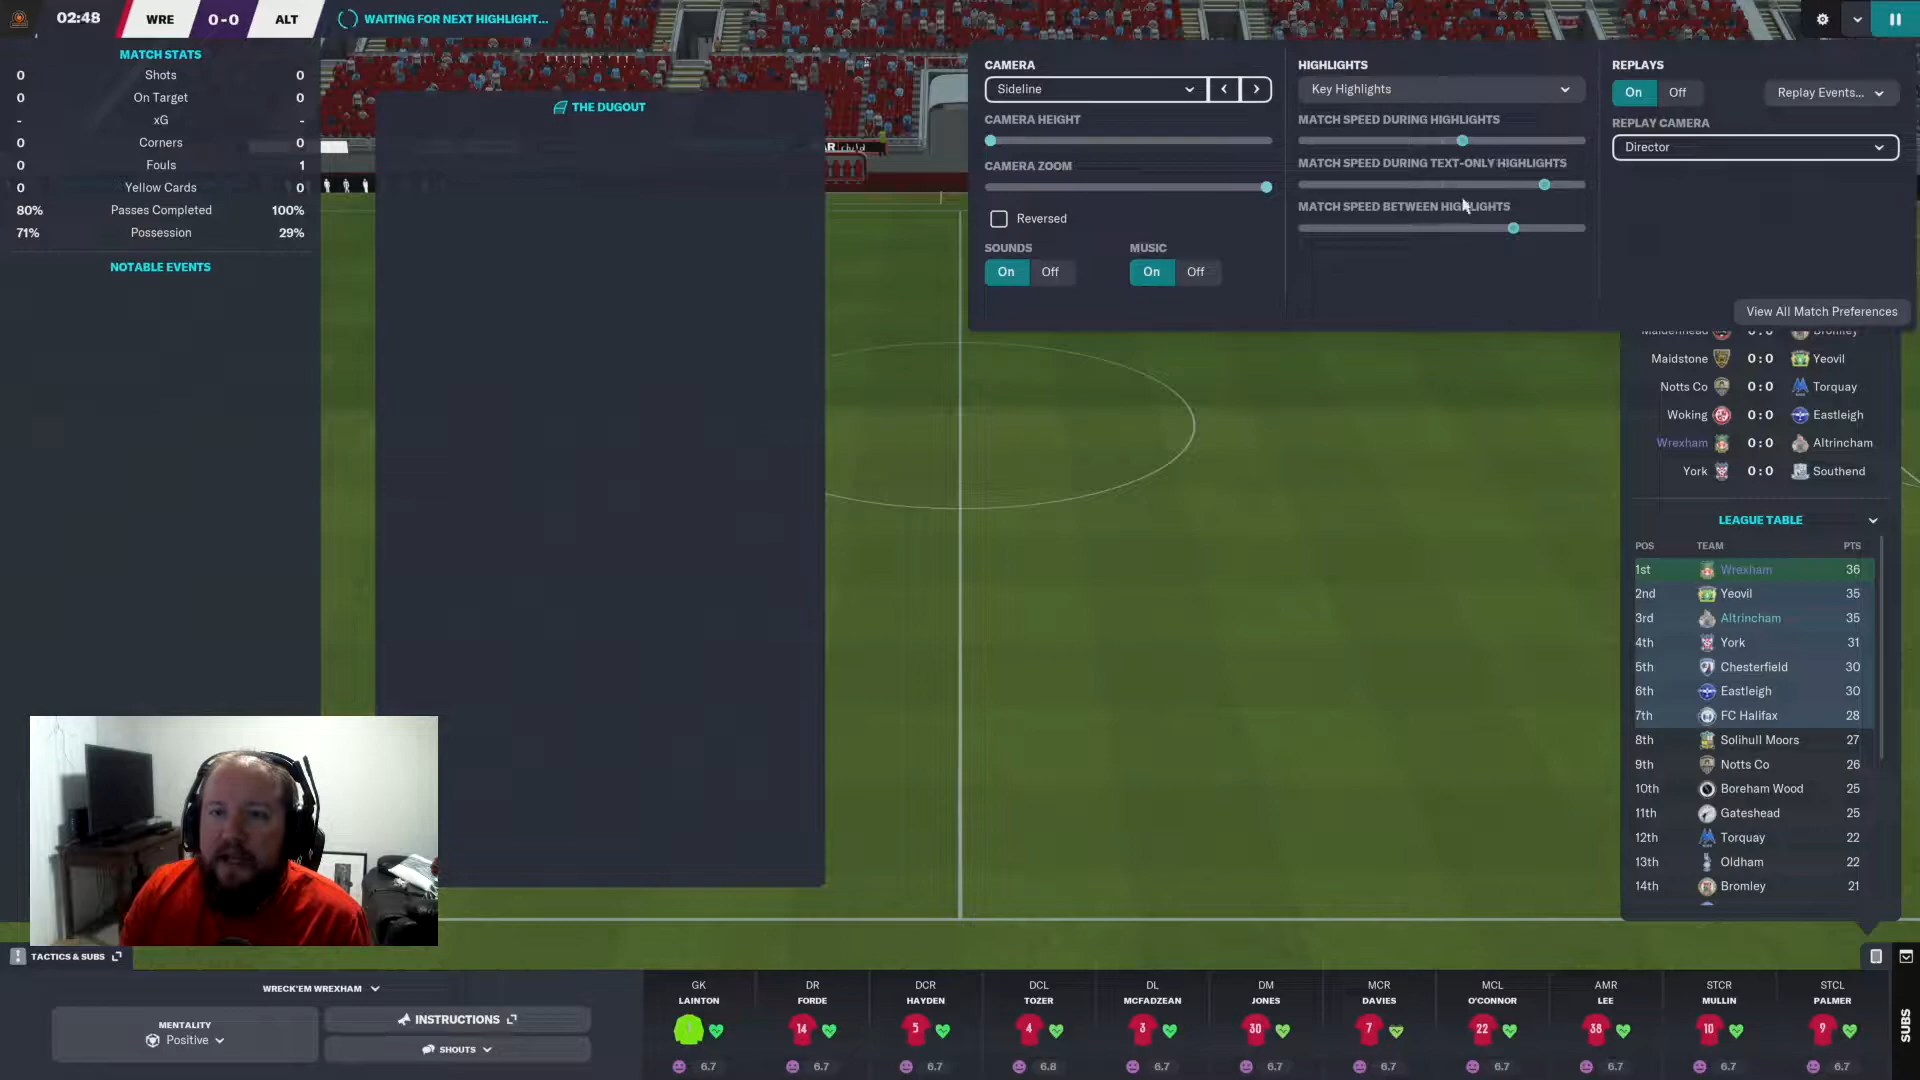 02:48 WRE 0-0 ALT WAITING FOR NEXT HIGHLIGHT...
MATCH STATS
0 Shots 0
0 On Target 0
- xG -
0 Corners 0
0 Fouls 1
0 Yellow Cards 0
80% Passes Completed 100%
71% Possession 29%
NOTABLE EVENTS
THE DUGOUT
CAMERA
Sideline
CAMERA HEIGHT
CAMERA ZOOM
Reversed
SOUNDS
On Off
MUSIC
On Off
HIGHLIGHTS
Key Highlights
MATCH SPEED DURING HIGHLIGHTS
MATCH SPEED DURING TEXT-ONLY HIGHLIGHTS
MATCH SPEED BETWEEN HIGHLIGHTS
REPLAYS
On Off Replay Events...
REPLAY CAMERA
Director
View All Match Preferences
Maidenhead 0:0 Bromley
Maidstone 0:0 Yeovil
Notts Co 0:0 Torquay
Woking 0:0 Eastleigh
Wrexham 0:0 Altrincham
York 0:0 Southend
LEAGUE TABLE
POS TEAM PTS
1st Wrexham 36
2nd Yeovil 35
3rd Altrincham 35
4th York 31
5th Chesterfield 30
6th Eastleigh 30
7th FC Halifax 28
8th Solihull Moors 27
9th Notts Co 26
10th Boreham Wood 25
11th Gateshead 25
12th Torquay 22
13th Oldham 22
14th Bromley 21
TACTICS & SUBS
WRECK'EM WREXHAM
MENTALITY
Positive
INSTRUCTIONS
SHOUTS
GK DR DCR DCL DL DM MCR MCL AMR STCR STCL
LAINTON FORDE HAYDEN TOZER MCFADZEAN JONES DAVIES O'CONNOR LEE MULLIN PALMER
1 14 5 4 3 30 7 22 38 10 9
6.7 6.7 6.7 6.8 6.7 6.7 6.7 6.7 6.7 6.7 6.7
SUBS